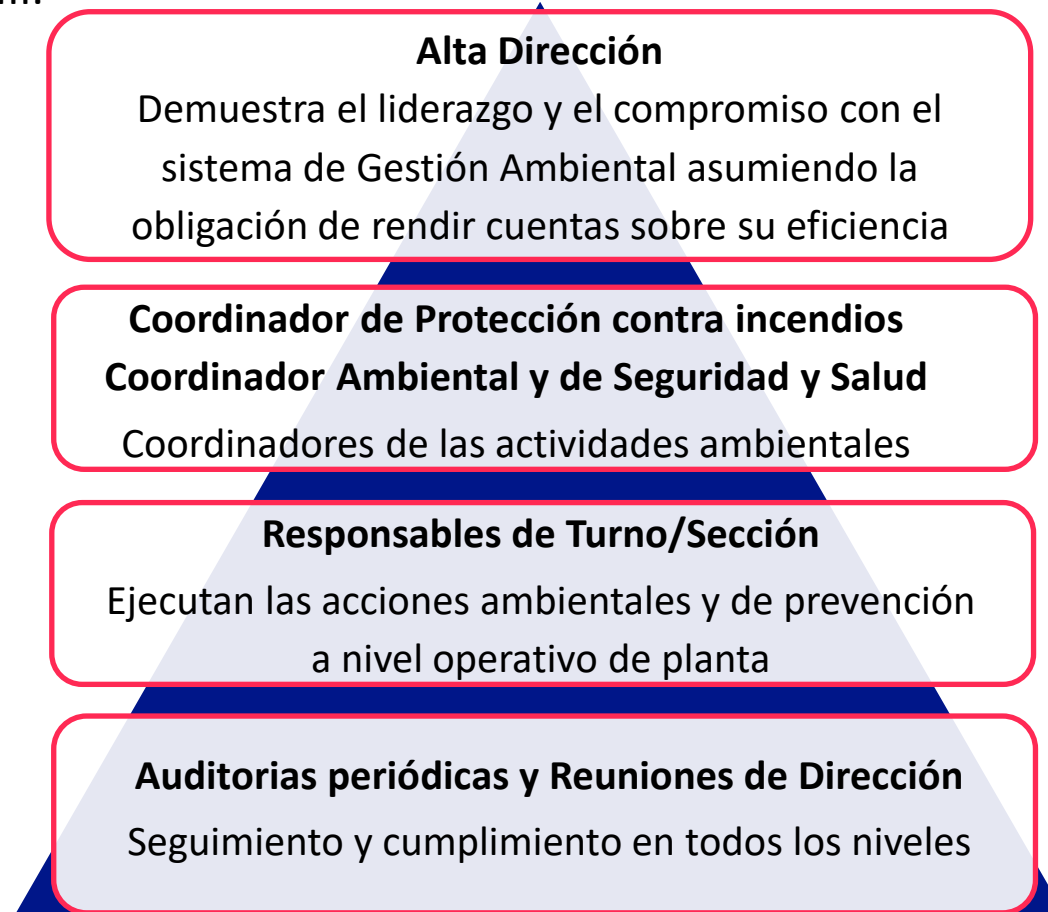 Alta Dirección
Demuestra el liderazgo y el compromiso con el
sistema de Gestión Ambiental asumiendo la
obligación de rendir cuentas sobre su eficiencia
Coordinador de Protección contra incendios
Coordinador Ambiental y de Seguridad y Salud
Coordinadores de las actividades ambientales
Responsables de Turno/Sección
Ejecutan las acciones ambientales y de prevención
a nivel operativo de planta
Auditorias periódicas y Reuniones de Dirección
Seguimiento y cumplimiento en todos los niveles